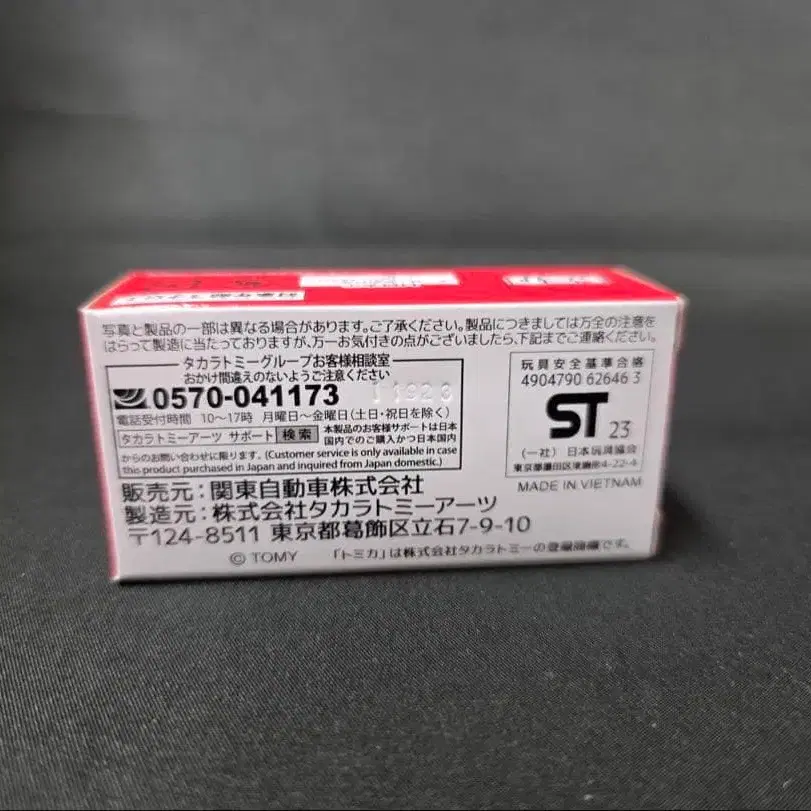 写真と製品の一部は異なる場合があります。ご了承ください。製品につきましては万全の注意を
はらって製造に当たっておりますが、万一お気付きの点がございましたら、下記までご連絡ください。
タカラトミーグループお客様相談室
おかけ間違えのないようご注意ください
0570-041173
電話受付時間 10〜17時 月曜日〜金曜日(土日・祝日を除く)
タカラトミーアーツ サポート 検索 本製品のお客様サポートは日本
国内でのご購入かつ日本国内
からのお問い合わせに限ります。(Customer service is only available in case
this product purchased in Japan and inquired from Japan domestic.)
販売元:関東自動車株式会社
製造元:株式会社タカラトミーアーツ
〒124-8511 東京都葛飾区立石7-9-10
© TOMY 「トミカ」は株式会社タカラトミーの登録商標です。
玩具安全基準合格
4904790 62646 3
ST 23
(一社) 日本玩具協会
東京都墨田区東駒形4-22-4
MADE IN VIETNAM